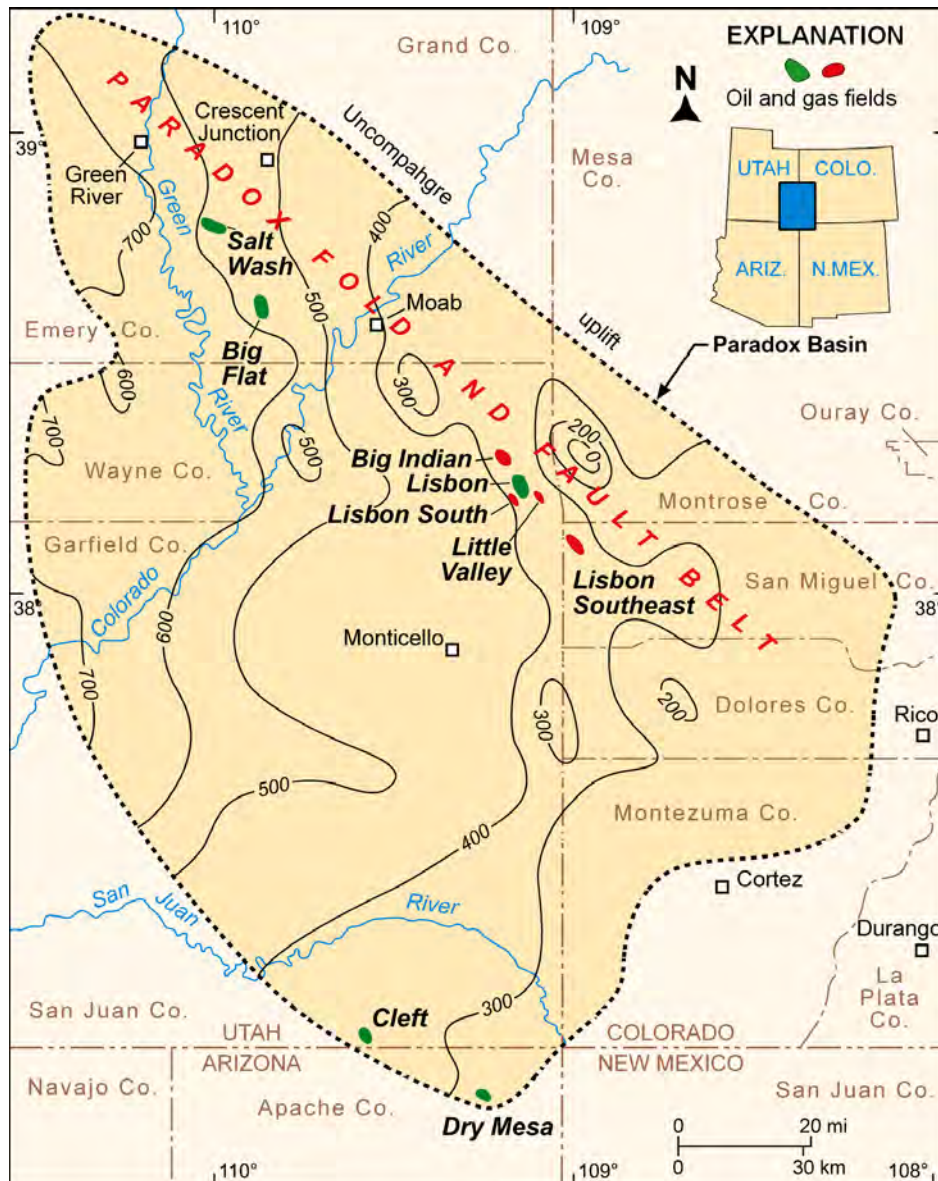 110°
109°
Grand Co.
EXPLANATION
Oil and gas fields
N
UTAH
COLO.
ARIZ.
N.MEX.
PARADOX FOLD AND FAULT BELT
Crescent
Junction
39°
Green
River
Uncompahgre
uplift
Mesa
Co.
Green
River
700
Salt
Wash
400
River
500
Moab
Emery Co.
Big
Flat
Paradox Basin
300
600
700
500
200
Ouray Co.
Wayne Co.
Big Indian
Lisbon
Lisbon South
Montrose Co.
Garfield Co.
Little
Valley
Lisbon
Southeast
San Miguel Co.
38°
38°
Colorado
600
Monticello
700
300
200
Dolores Co.
Rico
500
400
Montezuma Co.
San Juan
River
Cortez
Durango
La
Plata
Co.
300
San Juan Co.
Cleft
UTAH
COLORADO
ARIZONA
NEW MEXICO
Navajo Co.
Apache Co.
San Juan Co.
Dry Mesa
0
20 mi
0
30 km
110°
109°
108°